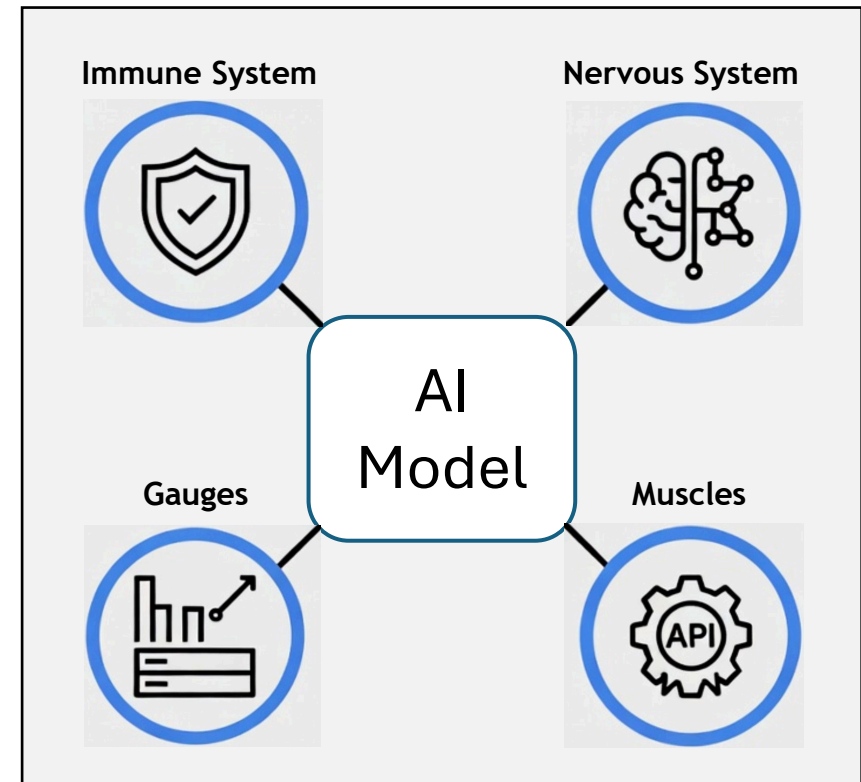 Immune System
Nervous System
AI
Model
Gauges
Muscles
API